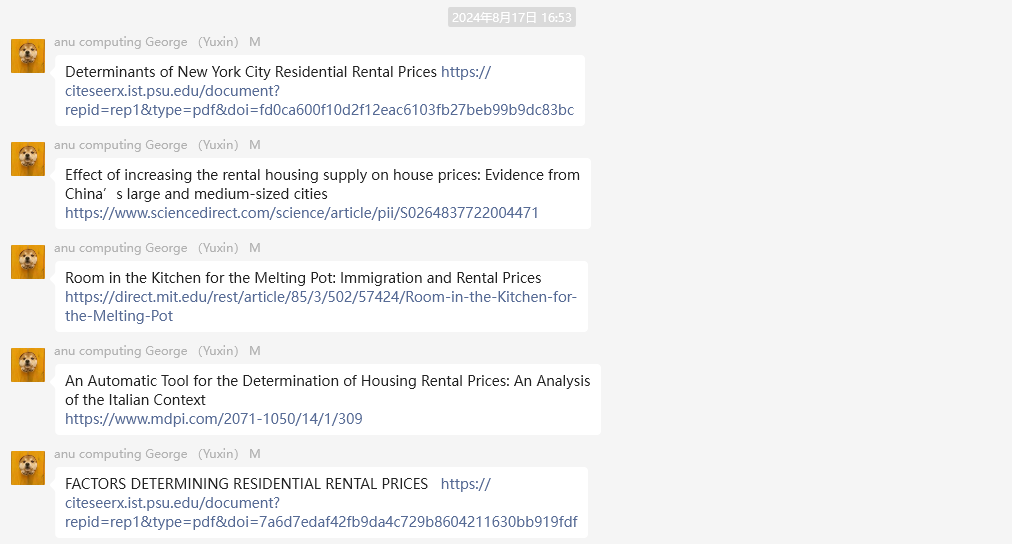 2024年8月17日 16:53
anu computing George （Yuxin） M
Determinants of New York City Residential Rental Prices https://
citeseerx.ist.psu.edu/document?
repid=rep1&type=pdf&doi=fd0ca600f10d2f12eac6103fb27beb99b9dc83bc
anu computing George （Yuxin） M
Effect of increasing the rental housing supply on house prices: Evidence from
China’s large and medium-sized cities
https://www.sciencedirect.com/science/article/pii/S0264837722004471
anu computing George （Yuxin） M
Room in the Kitchen for the Melting Pot: Immigration and Rental Prices
https://direct.mit.edu/rest/article/85/3/502/57424/Room-in-the-Kitchen-for-
the-Melting-Pot
anu computing George （Yuxin） M
An Automatic Tool for the Determination of Housing Rental Prices: An Analysis
of the Italian Context
https://www.mdpi.com/2071-1050/14/1/309
anu computing George （Yuxin） M
FACTORS DETERMINING RESIDENTIAL RENTAL PRICES https://
citeseerx.ist.psu.edu/document?
repid=rep1&type=pdf&doi=7a6d7edaf42fb9da4c729b8604211630bb919fdf